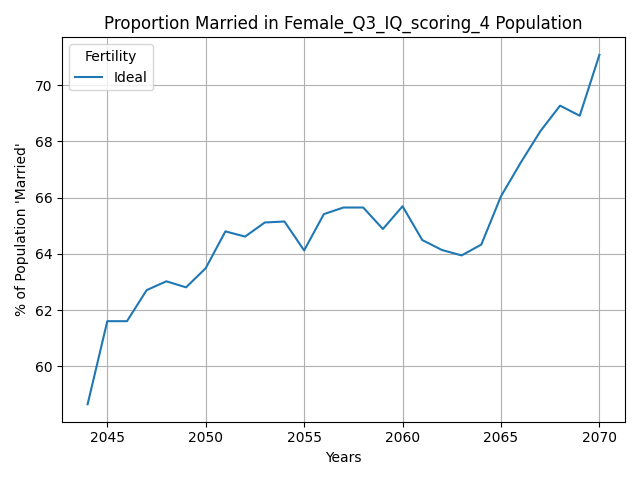 Proportion Married in Female_Q3_IQ_scoring_4 Population
Fertility
Ideal
% of Population 'Married'
70
68
66
64
62
60
2045 2050 2055 2060 2065 2070
Years